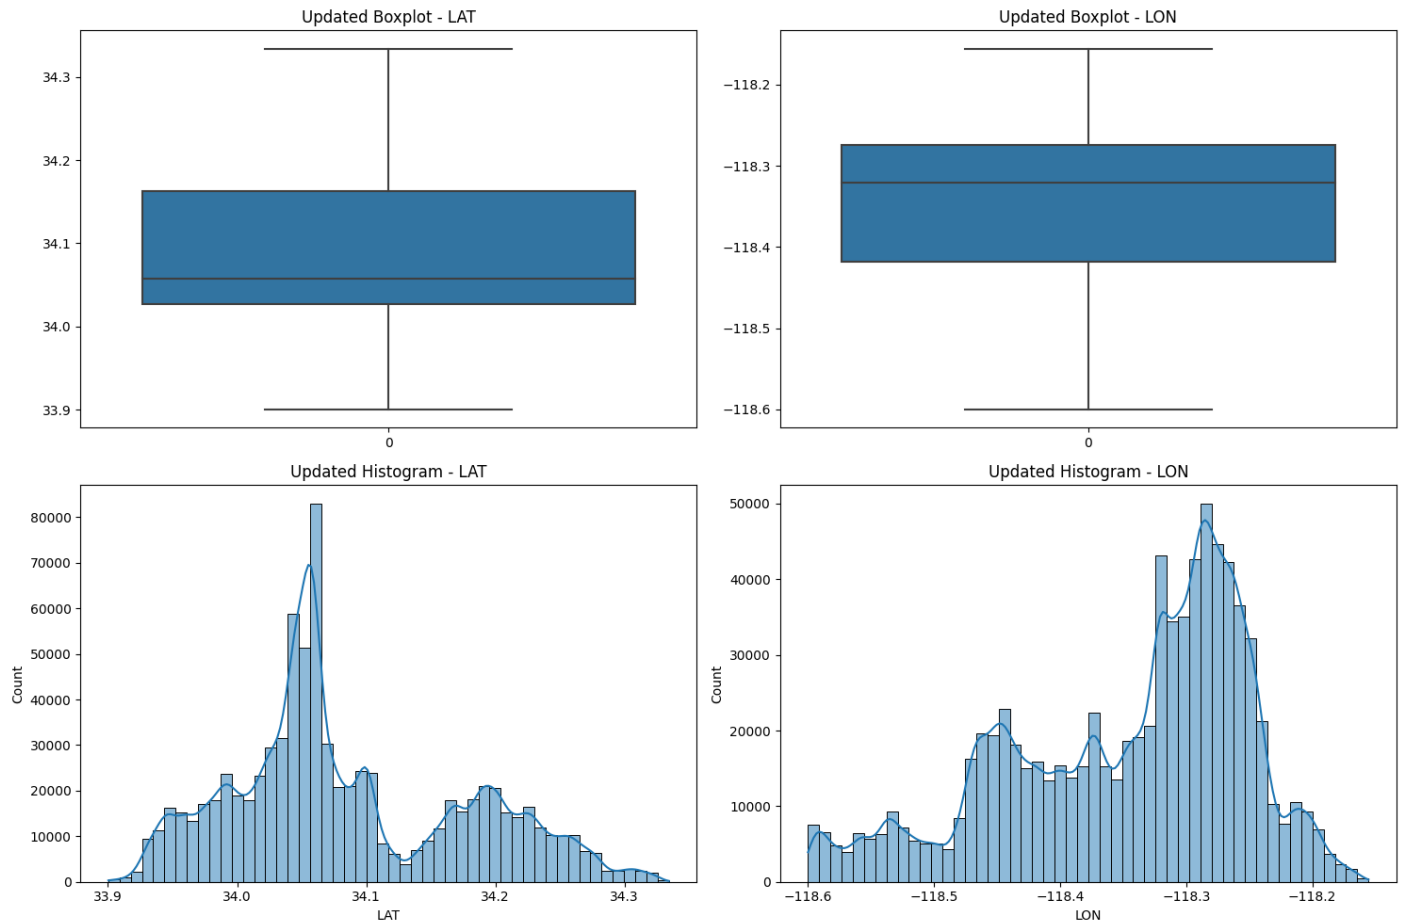 Updated Boxplot - LAT
34.3
34.2
34.1
34.0
33.9
0
Updated Boxplot - LON
−118.2
−118.3
−118.4
−118.5
−118.6
0
Updated Histogram - LAT
Count
80000
70000
60000
50000
40000
30000
20000
10000
0
33.9 34.0 34.1 34.2 34.3
LAT
Updated Histogram - LON
Count
50000
40000
30000
20000
10000
0
−118.6 −118.5 −118.4 −118.3 −118.2
LON